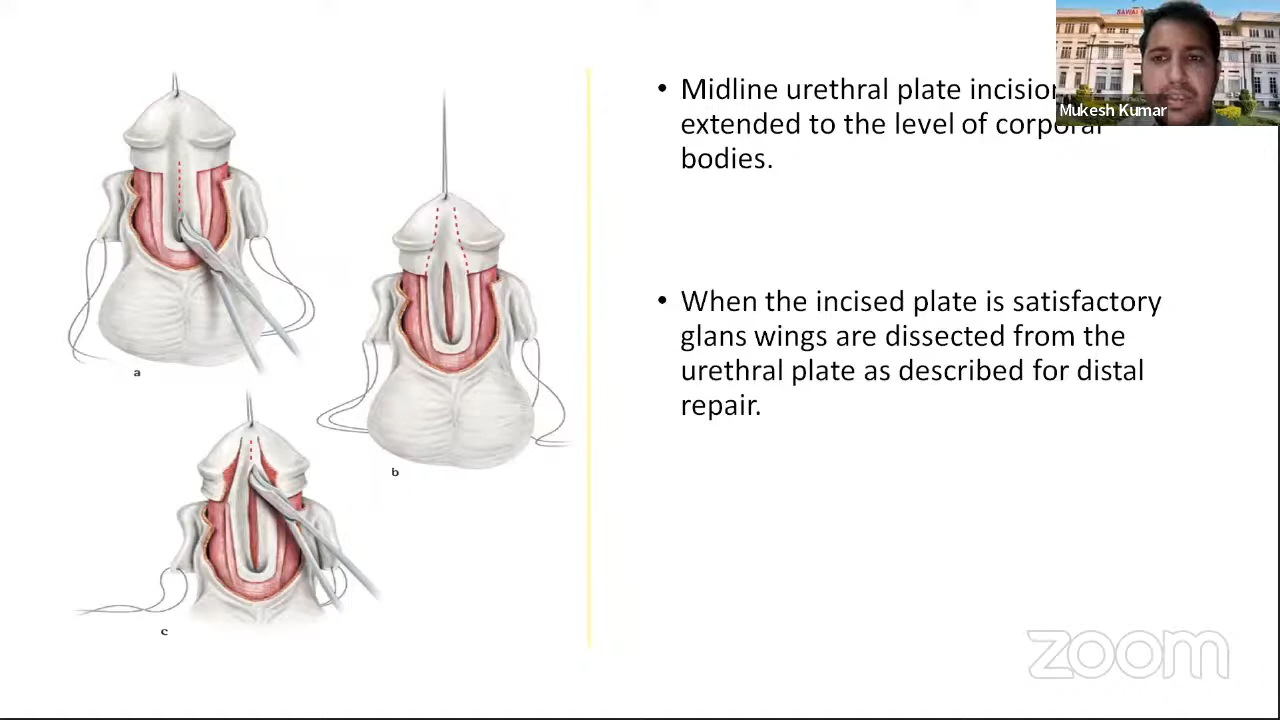 • Midline urethral plate incision
extended to the level of corporal
bodies.
• When the incised plate is satisfactory
glans wings are dissected from the
urethral plate as described for distal
repair.
a
b
c
Mukesh Kumar
zoom